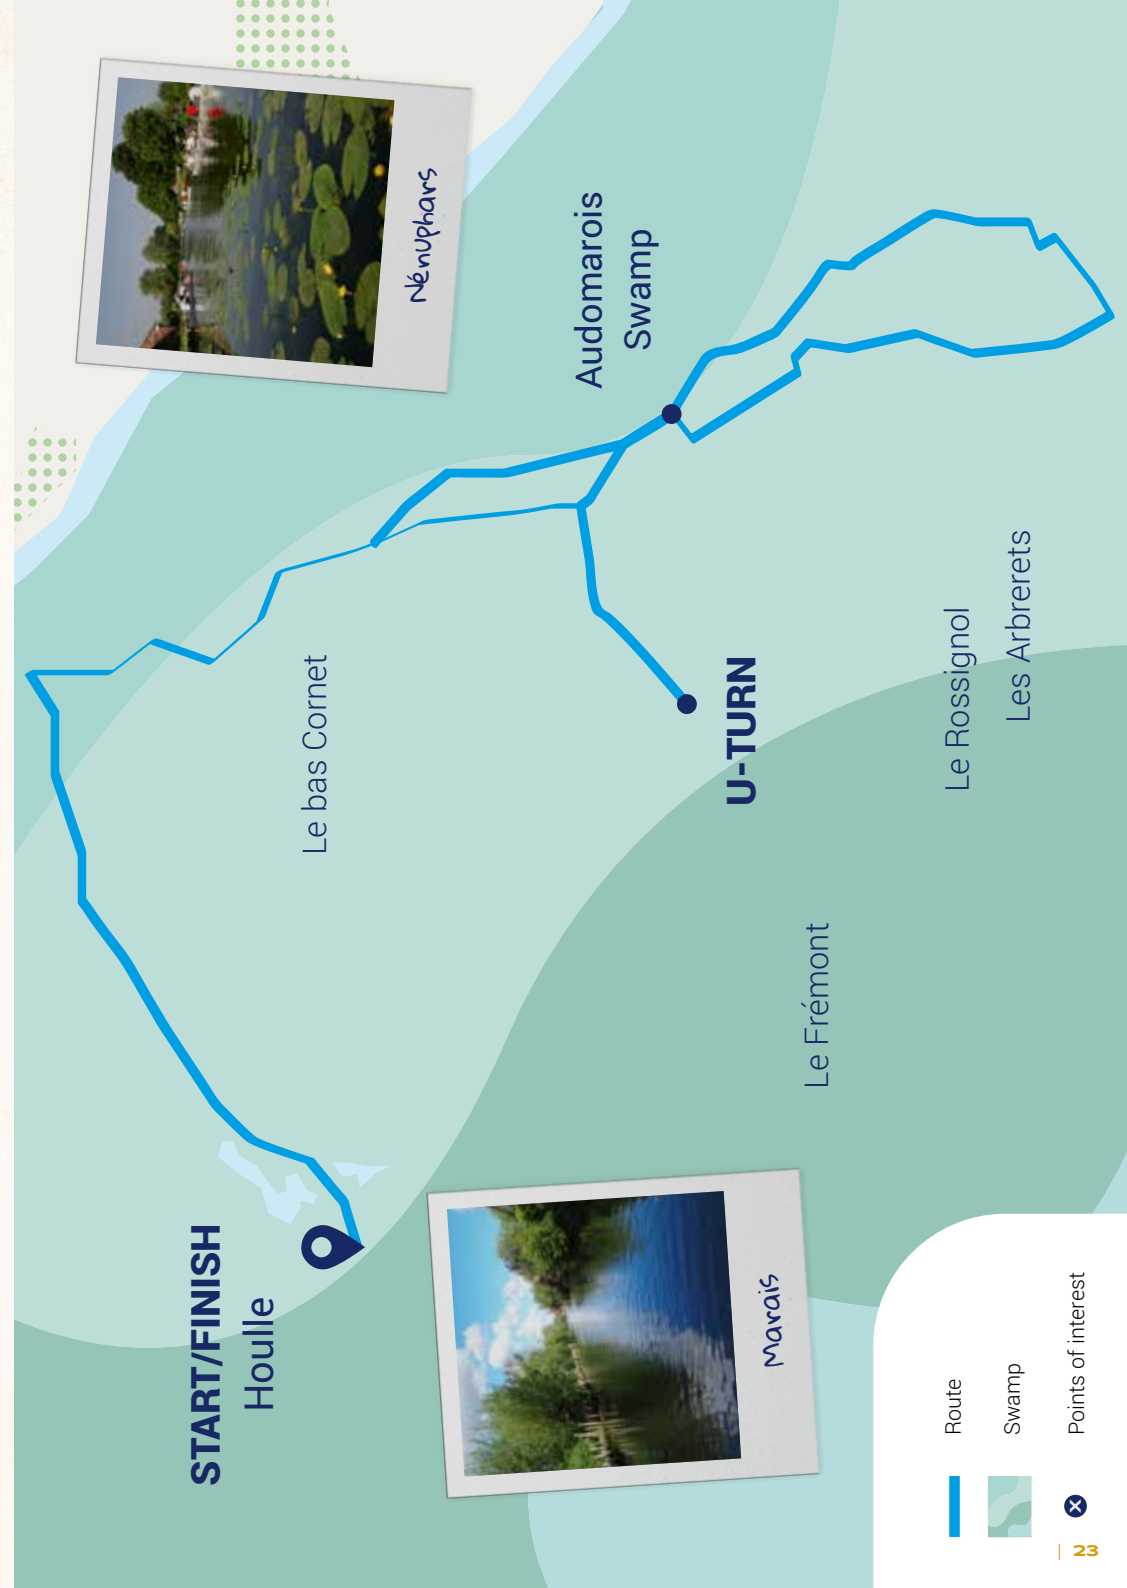 START/FINISH
Houlle
Marais
Le Frémont
Le bas Cornet
U-TURN
Le Rossignol
Les Arbrerets
Audomarois
Swamp
Nénuphars
Route
Swamp
x Points of interest
| 23